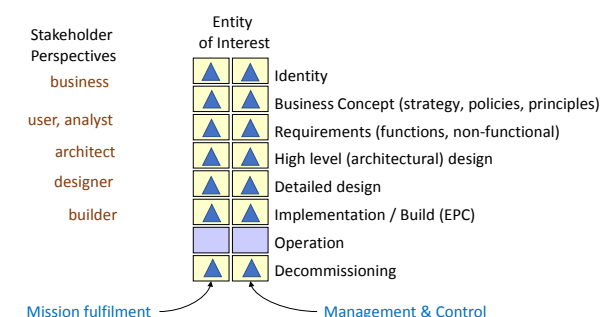 Entity
of Interest
Stakeholder
Perspectives
business
Identity
Business Concept (strategy, policies, principles)
user, analyst
Requirements (functions, non-functional)
architect
High level (architectural) design
designer
Detailed design
builder
Implementation / Build (EPC)
Operation
Decommissioning
Mission fulfilment
Management & Control